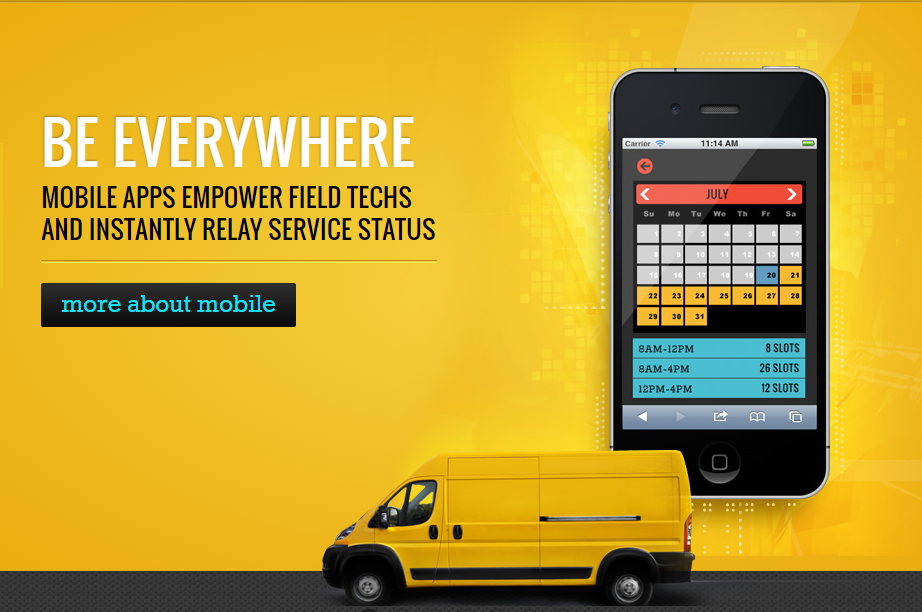 BE EVERYWHERE
MOBILE APPS EMPOWER FIELD TECHS
AND INSTANTLY RELAY SERVICE STATUS
more about mobile
Carrier 11:14 AM
JULY
Su Mo Tu We Th Fr Sa
1 2 3 4 5 6 7
8 9 10 11 12 13 14
15 16 17 18 19 20 21
22 23 24 25 26 27 28
29 30 31
8AM-12PM 8 SLOTS
8AM-4PM 26 SLOTS
12PM-4PM 12 SLOTS